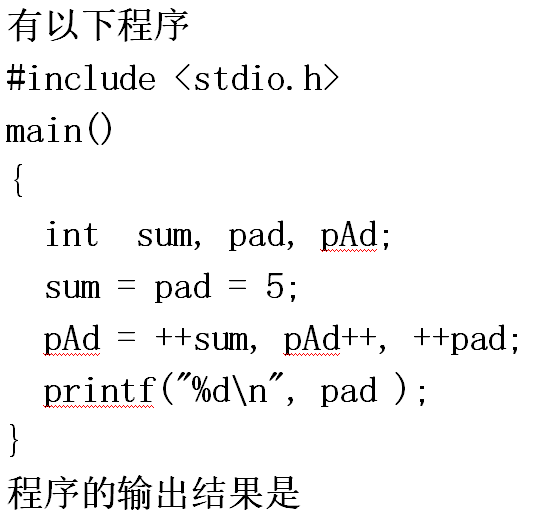 有以下程序
#include <stdio.h>
main()
{
int  sum, pad, pAd;
sum = pad = 5;
pAd = ++sum, pAd++, ++pad;
printf("%d\n", pad );
}
程序的输出结果是